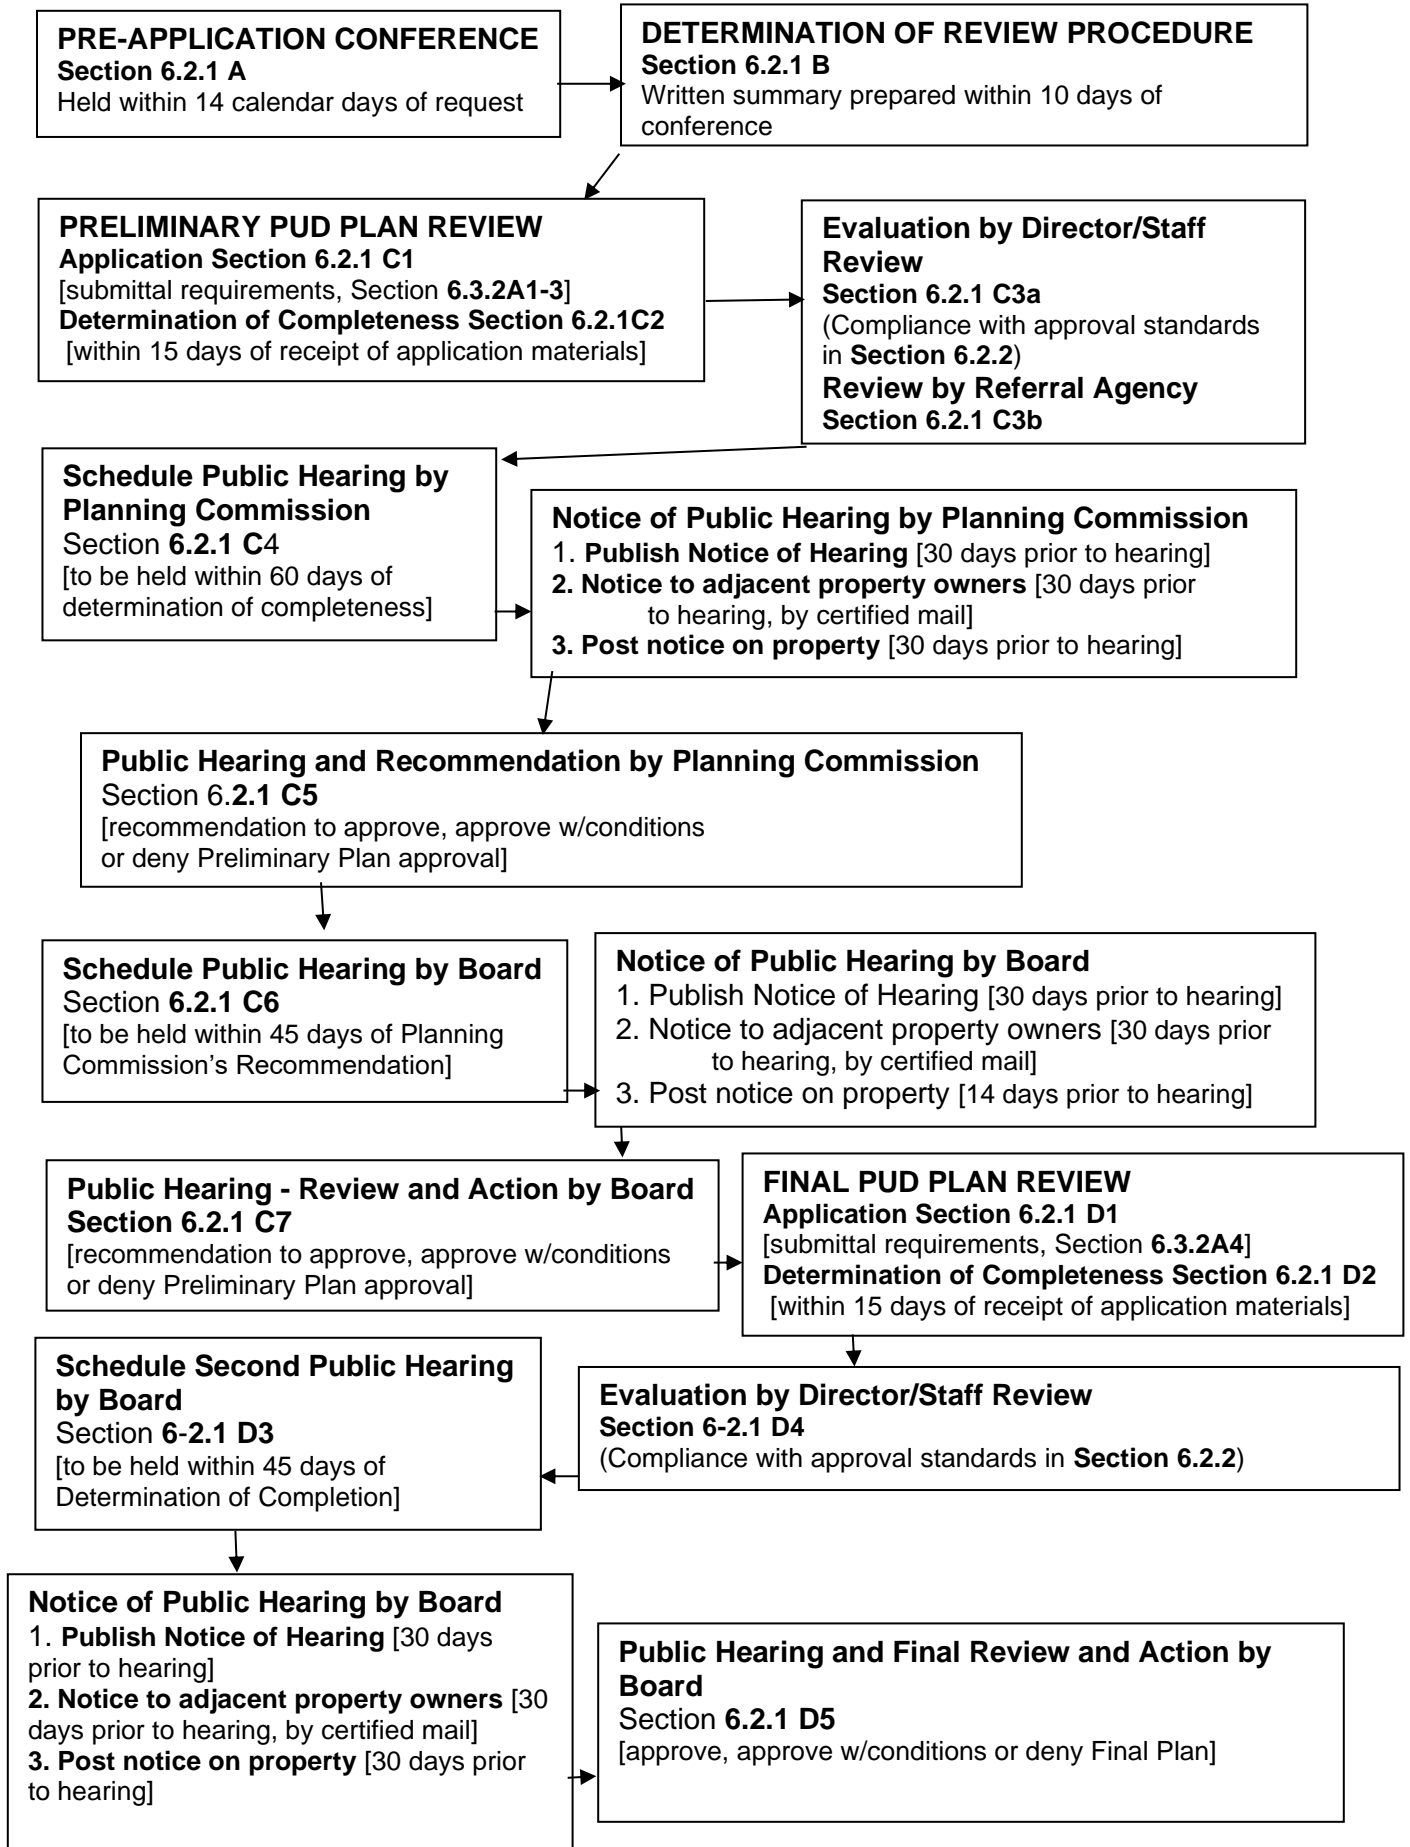 PRE-APPLICATION CONFERENCE
Section 6.2.1 A
Held within 14 calendar days of request
DETERMINATION OF REVIEW PROCEDURE
Section 6.2.1 B
Written summary prepared within 10 days of
conference
PRELIMINARY PUD PLAN REVIEW
Application Section 6.2.1 C1
[submittal requirements, Section 6.3.2A1-3]
Determination of Completeness Section 6.2.1C2
[within 15 days of receipt of application materials]
Evaluation by Director/Staff
Review
Section 6.2.1 C3a
(Compliance with approval standards
in Section 6.2.2)
Review by Referral Agency
Section 6.2.1 C3b
Schedule Public Hearing by
Planning Commission
Section 6.2.1 C4
[to be held within 60 days of
determination of completeness]
Notice of Public Hearing by Planning Commission
1. Publish Notice of Hearing [30 days prior to hearing]
2. Notice to adjacent property owners [30 days prior
to hearing, by certified mail]
3. Post notice on property [30 days prior to hearing]
Public Hearing and Recommendation by Planning Commission
Section 6.2.1 C5
[recommendation to approve, approve w/conditions
or deny Preliminary Plan approval]
Schedule Public Hearing by Board
Section 6.2.1 C6
[to be held within 45 days of Planning
Commission's Recommendation]
Notice of Public Hearing by Board
1. Publish Notice of Hearing [30 days prior to hearing]
2. Notice to adjacent property owners [30 days prior
to hearing, by certified mail]
3. Post notice on property [14 days prior to hearing]
Public Hearing - Review and Action by Board
Section 6.2.1 C7
[recommendation to approve, approve w/conditions
or deny Preliminary Plan approval]
FINAL PUD PLAN REVIEW
Application Section 6.2.1 D1
[submittal requirements, Section 6.3.2A4]
Determination of Completeness Section 6.2.1 D2
[within 15 days of receipt of application materials]
Schedule Second Public Hearing
by Board
Section 6-2.1 D3
[to be held within 45 days of
Determination of Completion]
Evaluation by Director/Staff Review
Section 6-2.1 D4
(Compliance with approval standards in Section 6.2.2)
Notice of Public Hearing by Board
1. Publish Notice of Hearing [30 days
prior to hearing]
2. Notice to adjacent property owners [30
days prior to hearing, by certified mail]
3. Post notice on property [30 days prior
to hearing]
Public Hearing and Final Review and Action by
Board
Section 6.2.1 D5
[approve, approve w/conditions or deny Final Plan]